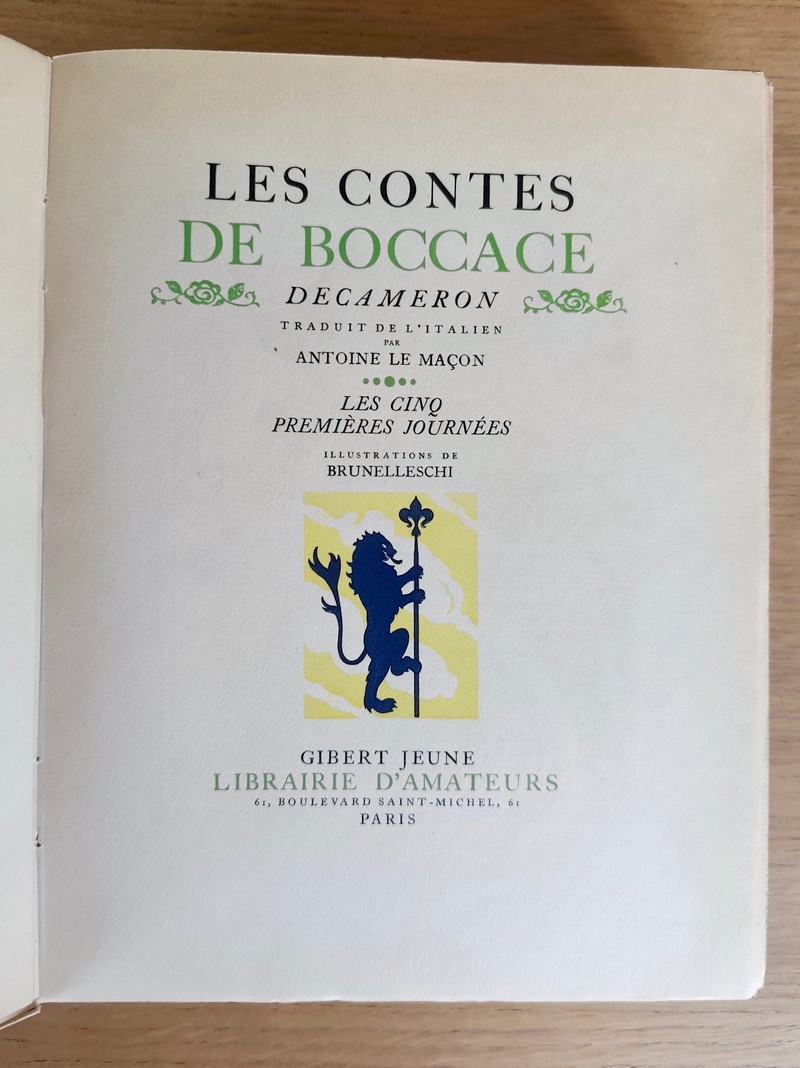 LES CONTES
DE BOCCACE
DECAMERON
TRADUIT DE L'ITALIEN
PAR
ANTOINE LE MAÇON
LES CINQ
PREMIÈRES JOURNÉES
ILLUSTRATIONS DE
BRUNELLESCHI
GIBERT JEUNE
LIBRAIRIE D'AMATEURS
61, BOULEVARD SAINT-MICHEL, 61
PARIS